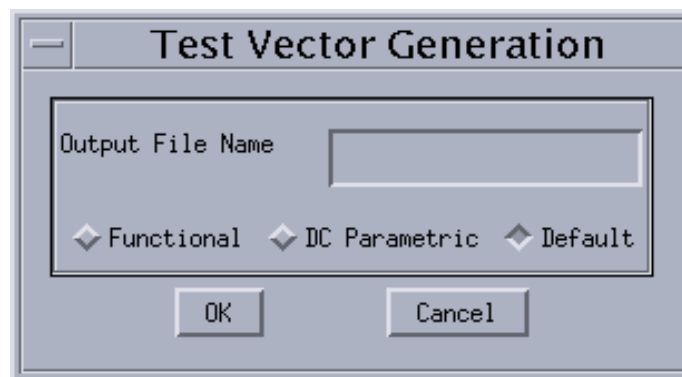 Test Vector Generation
Output File Name
Functional DC Parametric Default
OK Cancel